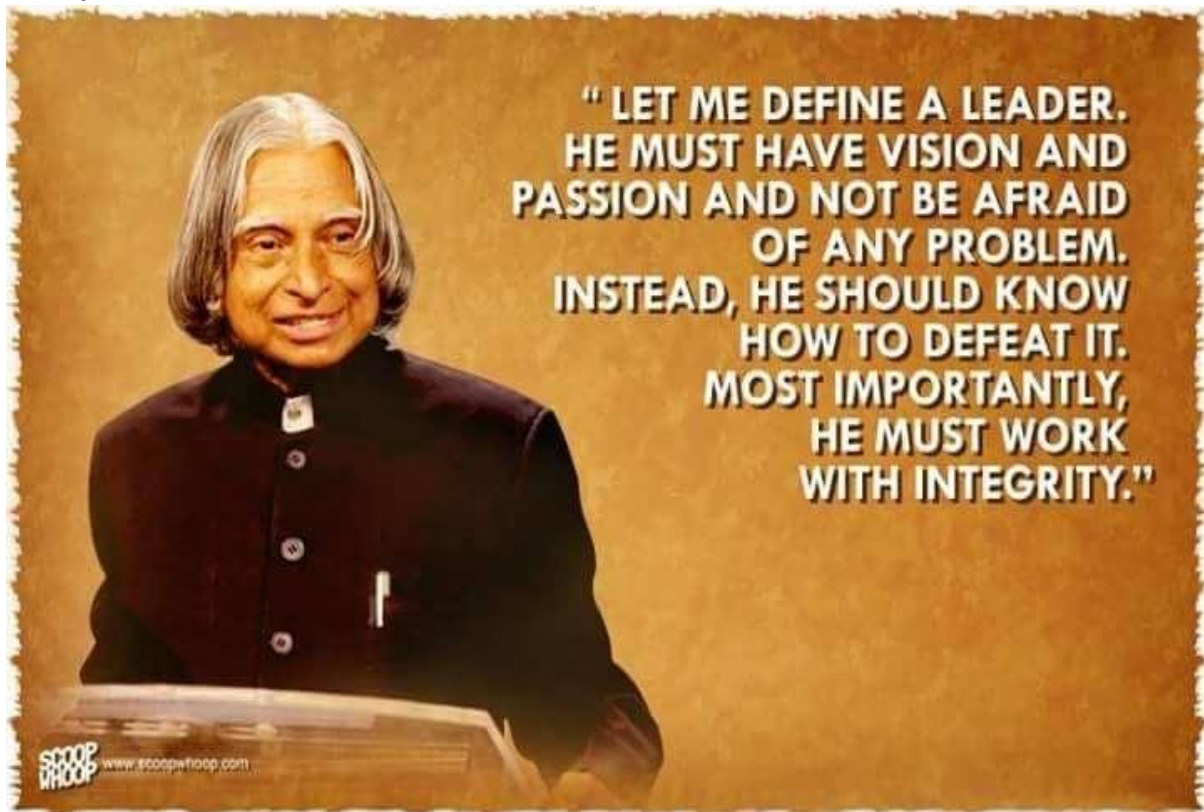 “ LET ME DEFINE A LEADER.
HE MUST HAVE VISION AND
PASSION AND NOT BE AFRAID
OF ANY PROBLEM.
INSTEAD, HE SHOULD KNOW
HOW TO DEFEAT IT.
MOST IMPORTANTLY,
HE MUST WORK
WITH INTEGRITY.”
SCOOP
WHOOP
www.scoopwhoop.com